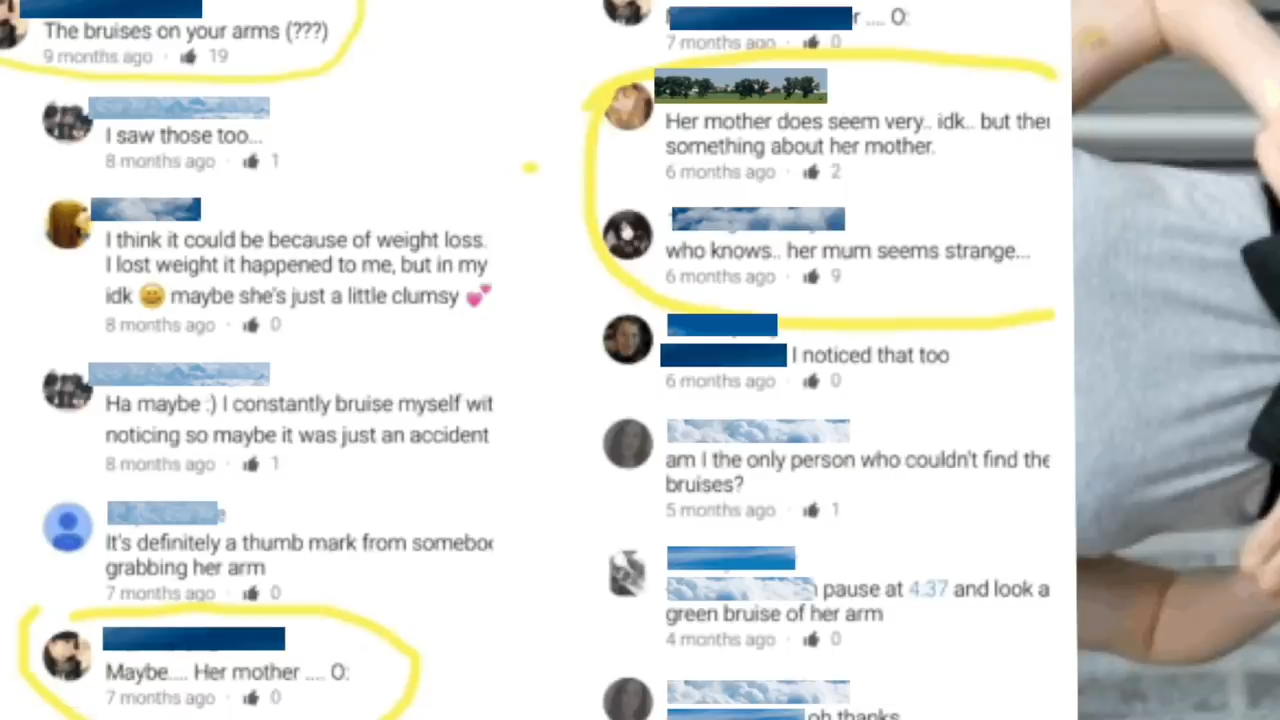 The bruises on your arms (???)
9 months ago · 19
I saw those too...
8 months ago · 1
I think it could be because of weight loss.
I lost weight it happened to me, but in my
idk 😀 maybe she's just a little clumsy 💕
8 months ago · 0
Ha maybe :) I constantly bruise myself wit
noticing so maybe it was just an accident
8 months ago · 1
It's definitely a thumb mark from someboo
grabbing her arm
7 months ago · 0
Maybe.... Her mother .... O:
7 months ago · 0
r .... O:
7 months ago · 0
Her mother does seem very.. idk.. but ther
something about her mother.
6 months ago · 2
who knows.. her mum seems strange...
6 months ago · 9
I noticed that too
6 months ago · 0
am I the only person who couldn't find the
bruises?
5 months ago · 1
pause at 4:37 and look a
green bruise of her arm
4 months ago · 0
oh thanks